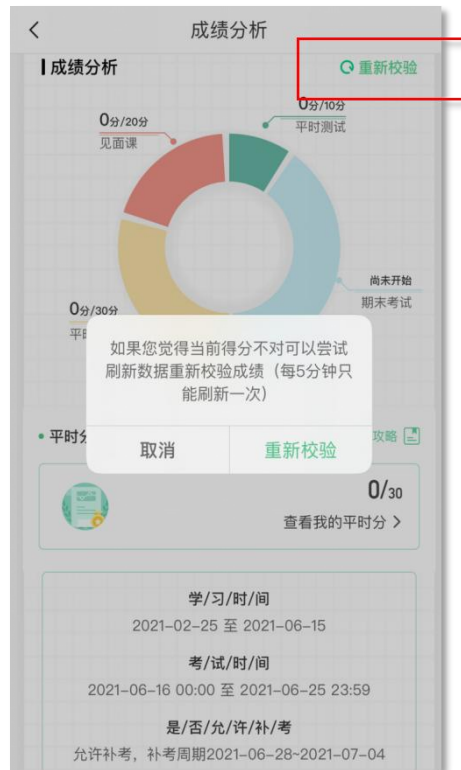 成绩分析
成绩分析
重新校验
0分/10分
平时测试
0分/20分
见面课
尚未开始
期末考试
0分/30分
平时
如果您觉得当前得分不对可以尝试
刷新数据重新校验成绩（每5分钟只
能刷新一次）
取消
重新校验
平时分
攻略
0/30
查看我的平时分
学/习/时/间
2021-02-25 至 2021-06-15
考/试/时/间
2021-06-16 00:00 至 2021-06-25 23:59
是/否/允/许/补/考
允许补考，补考周期2021-06-28~2021-07-04